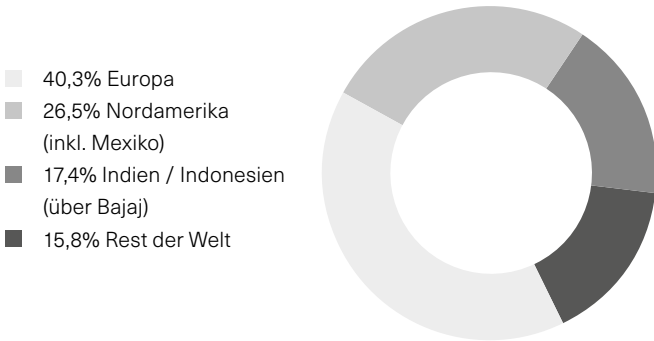 40,3% Europa
26,5% Nordamerika
(inkl. Mexiko)
17,4% Indien / Indonesien
(über Bajaj)
15,8% Rest der Welt